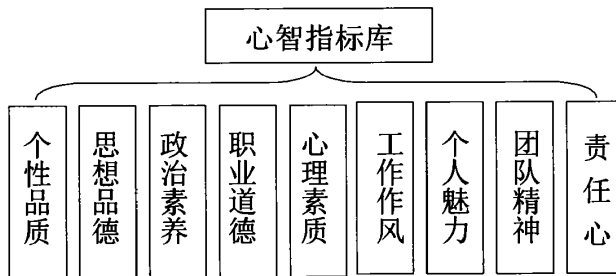 心智指标库
个性品质
思想品德
政治素养
职业道德
心理素质
工作作风
个人魅力
团队精神
责任心